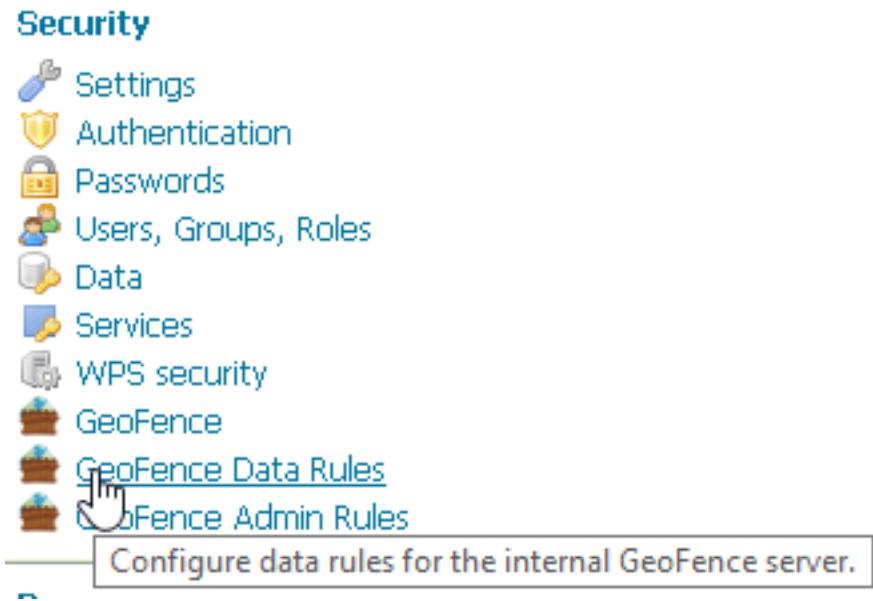 Security
Settings
Authentication
Passwords
Users, Groups, Roles
Data
Services
WPS security
GeoFence
GeoFence Data Rules
GeoFence Admin Rules
Configure data rules for the internal GeoFence server.